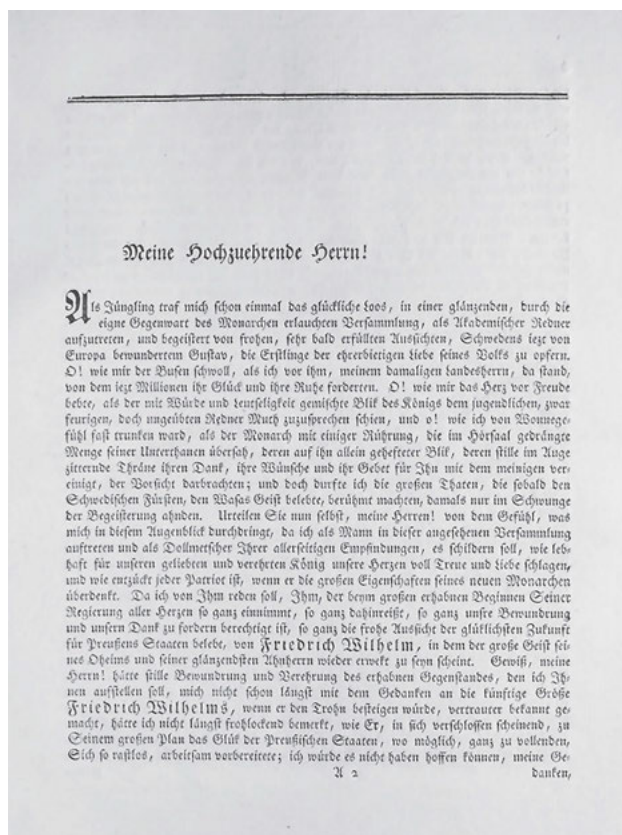 Meine Hochzuehrende Herrn!
Als Jüngling traf mich schon einmal das glückliche Loos, in einer glänzenden, durch die
eigne Gegenwart des Monarchen erlauchten Versammlung, als Akademischer Redner
aufzutreten, und begeistert von frohen, sehr bald erfüllten Aussichten, Schwedens iezt von
Europa bewundertem Gustav, die Erstlinge der ehrerbietigen Liebe seines Volks zu opfern.
O! wie mir der Busen schwoll, als ich vor ihm, meinem damaligen Landesherrn, da stand,
von dem iezt Millionen ihr Glück und ihre Ruhe forderten. O! wie mir das Herz vor Freude
bebte, als der mit Würde und Leutseligkeit gemischte Blik des Königs dem jugendlichen, zwar
feurigen, doch ungeübten Redner Muth zuzusprechen schien, und o! wie ich von Wonnege-
fühl fast trunken ward, als der Monarch mit einiger Rührung, die im Hörsaal gedrängte
Menge seiner Unterthanen übersah, deren auf ihn allein gehefteter Blik, deren stille im Auge
zitternde Thräne ihren Dank, ihre Wünsche und ihr Gebet für Ihn mit dem meinigen ver-
einigt, der Vorsicht darbrachten; und doch durfte ich die großen Thaten, die sobald den
Schwedischen Fürsten, den Wasas Geist belebte, berühmt machten, damals nur im Schwunge
der Begeisterung ahnden. Urteilen Sie nun selbst, meine Herren! von dem Gefühl, was
mich in diesem Augenblick durchdringt, da ich als Mann in dieser angesehenen Versammlung
auftreten und als Dollmetscher Ihrer allerseitigen Empfindungen, es schildern soll, wie leb-
haft für unseren geliebten und verehrten König unsere Herzen voll Treue und Liebe schlagen,
und wie entzückt jeder Patriot ist, wenn er die großen Eigenschaften seines neuen Monarchen
überdenkt. Da ich von Ihm reden soll, Ihm, der beym großen erhabnen Beginnen Seiner
Regierung aller Herzen so ganz einnimmt, so ganz dahinreißt, so ganz unsre Bewundrung
und unsern Dank zu fordern berechtigt ist, so ganz die frohe Aussicht der glüklichsten Zukunft
für Preußens Staaten belebt, von Friedrich Wilhelm, in dem der große Geist sei-
nes Oheims und seiner glänzendsten Ahnherrn wieder erwekt zu seyn scheint. Gewiß, meine
Herrn! hätte stille Bewundrung und Verehrung des erhabnen Gegenstandes, den ich Ih-
nen aufstellen soll, mich nicht schon längst mit dem Gedanken an die künftige Größe
Friedrich Wilhelms, wenn er den Trohn besteigen würde, vertrauter bekannt ge-
macht, hätte ich nicht längst frohlockend bemerkt, wie Er, in sich verschlossen scheinend, zu
Seinem großen Plan das Glük der Preußischen Staaten, wo möglich, ganz zu vollenden,
Sich so rastlos, arbeitsam vorbereitete; ich würde es nicht haben hoffen können, meine Ge-
A 2 danken,